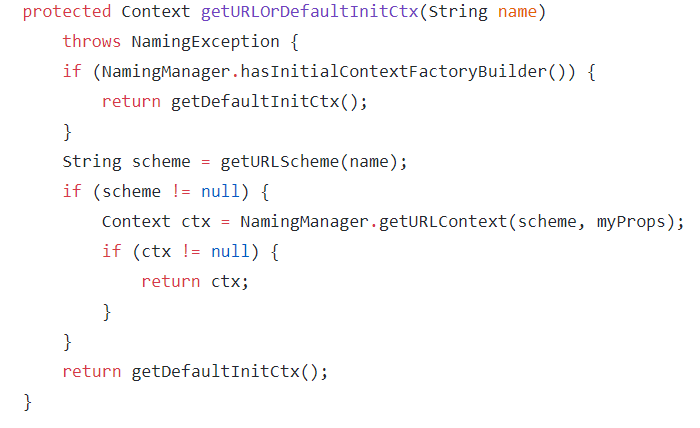 protected Context getURLOrDefaultInitCtx(String name)
    throws NamingException {
    if (NamingManager.hasInitialContextFactoryBuilder()) {
        return getDefaultInitCtx();
    }
    String scheme = getURLScheme(name);
    if (scheme != null) {
        Context ctx = NamingManager.getURLContext(scheme, myProps);
        if (ctx != null) {
            return ctx;
        }
    }
    return getDefaultInitCtx();
}